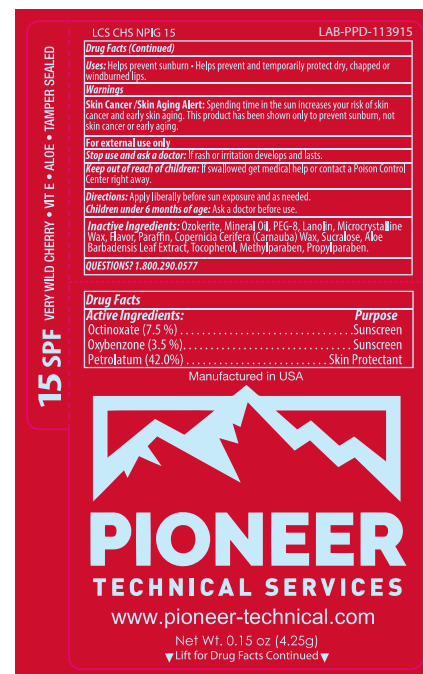 LCS CHS NPIG 15 LAB-PPD-113915
Drug Facts (Continued)
Uses: Helps prevent sunburn • Helps prevent and temporarily protect dry, chapped or
windburned lips.
Warnings
Skin Cancer /Skin Aging Alert: Spending time in the sun increases your risk of skin
cancer and early skin aging. This product has been shown only to prevent sunburn, not
skin cancer or early aging.
For external use only
Stop use and ask a doctor: If rash or irritation develops and lasts.
Keep out of reach of children: If swallowed get medical help or contact a Poison Control
Center right away.
Directions: Apply liberally before sun exposure and as needed.
Children under 6 months of age: Ask a doctor before use.
Inactive Ingredients: Ozokerite, Mineral Oil, PEG-8, Lanolin, Microcrystalline
Wax, Flavor, Paraffin, Copernicia Cerifera (Carnauba) Wax, Sucralose, Aloe
Barbadensis Leaf Extract, Tocopherol, Methylparaben, Propylparaben.
QUESTIONS? 1.800.290.0577
15 SPF VERY WILD CHERRY • VIT E • ALOE • TAMPER SEALED
Drug Facts
Active Ingredients: Purpose
Octinoxate (7.5 %) . . . . . . . . . . . . . . . . . . . . . . . . . . . . Sunscreen
Oxybenzone (3.5 %). . . . . . . . . . . . . . . . . . . . . . . . . . . . Sunscreen
Petrolatum (42.0%) . . . . . . . . . . . . . . . . . . . . . . . . Skin Protectant
Manufactured in USA
PIONEER
TECHNICAL SERVICES
www.pioneer-technical.com
Net Wt. 0.15 oz (4.25g)
▼Lift for Drug Facts Continued▼